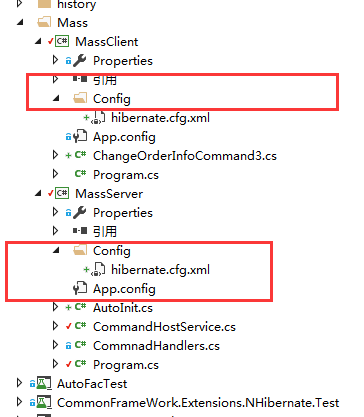 history
Mass
MassClient
Properties
引用
Config
hibernate.cfg.xml
App.config
ChangeOrderInfoCommand3.cs
Program.cs
MassServer
Properties
引用
Config
hibernate.cfg.xml
App.config
AutoInit.cs
CommandHostService.cs
CommnadHandlers.cs
Program.cs
AutoFacTest
CommonFrameWork.Extensions.NHibernate.Test